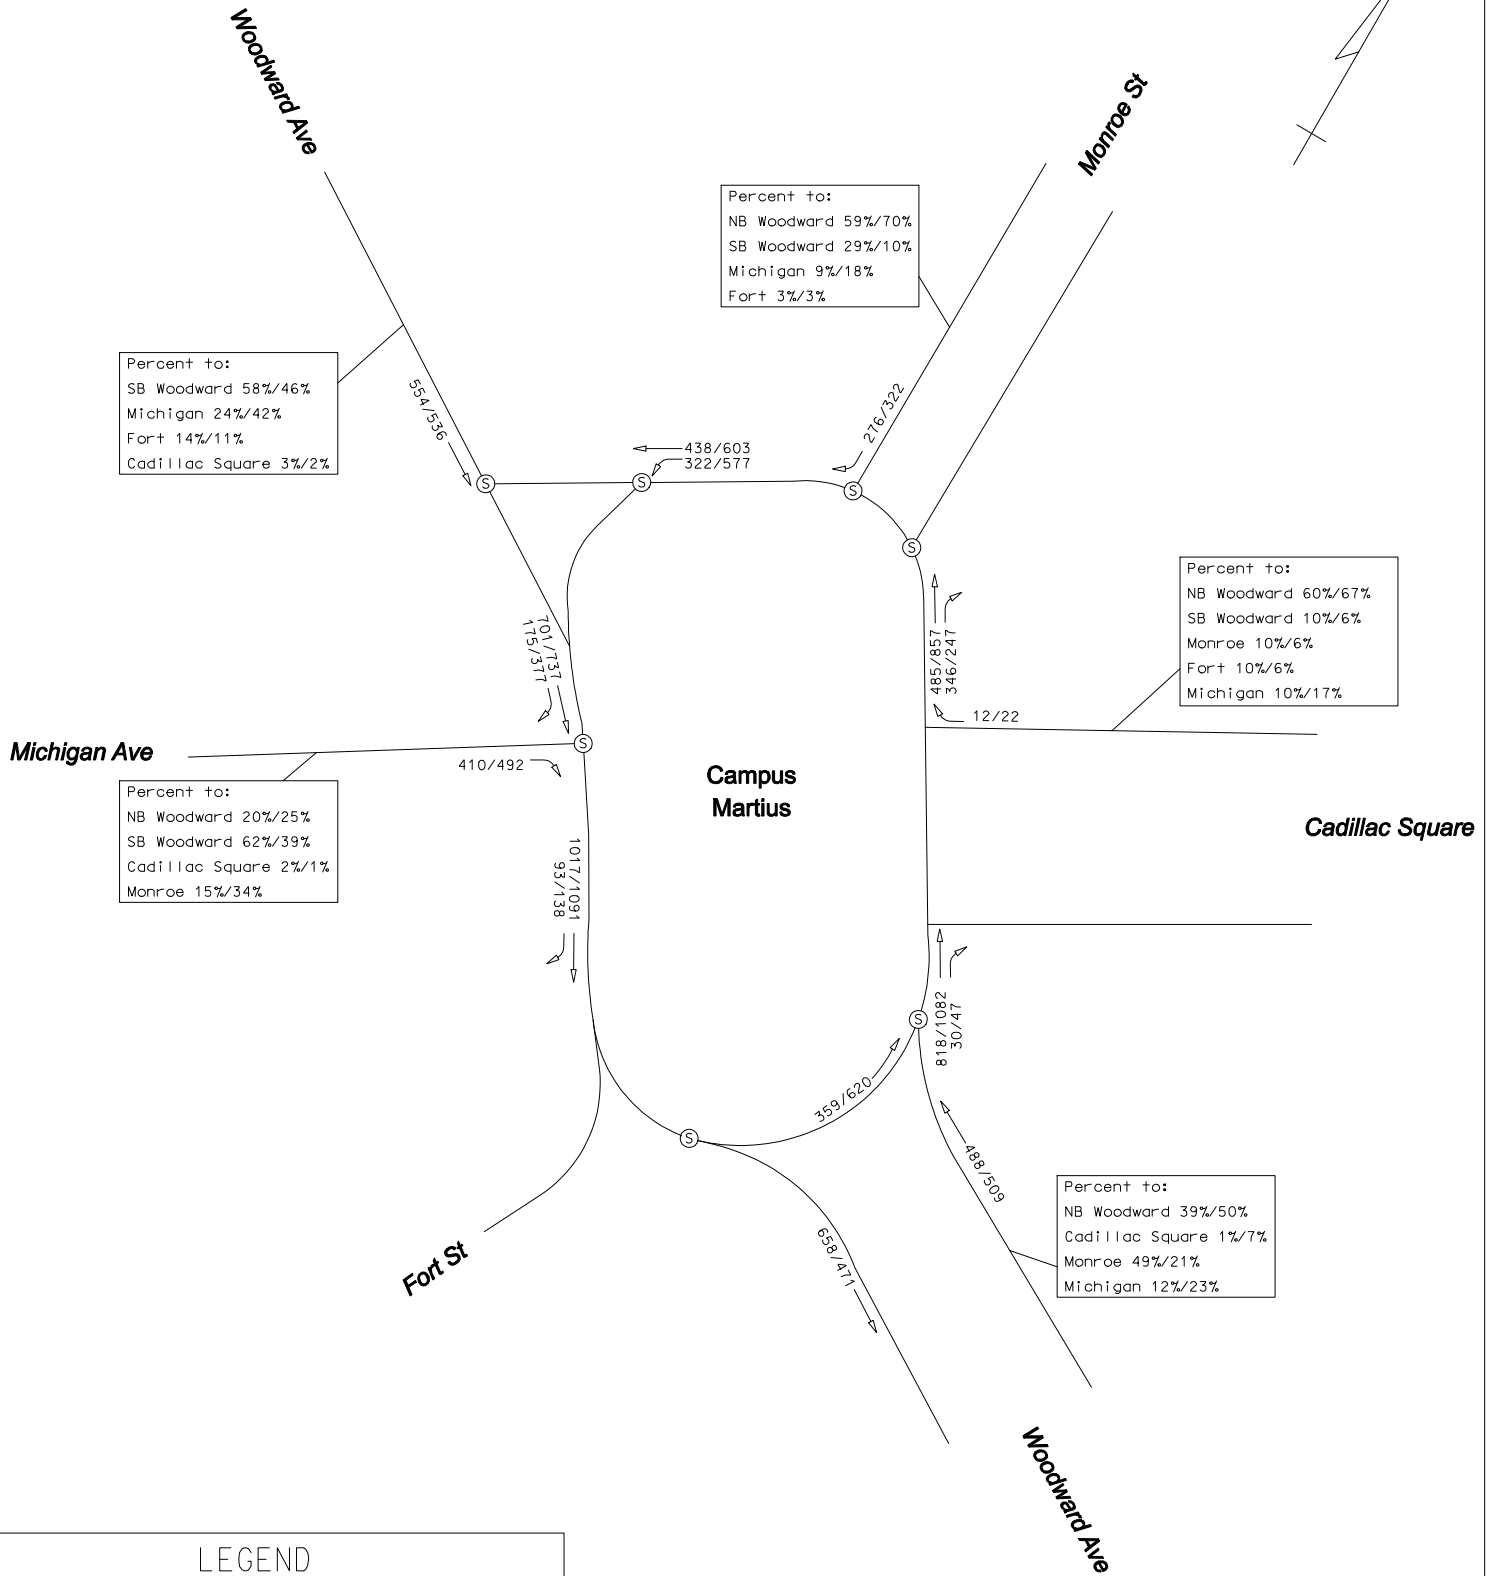 Woodward Ave
Monroe St
Percent to:
NB Woodward 59%/70%
SB Woodward 29%/10%
Michigan 9%/18%
Fort 3%/3%
Percent to:
SB Woodward 58%/46%
Michigan 24%/42%
Fort 14%/11%
Cadillac Square 3%/2%
554/536
276/322
438/603
322/577
S
S
S
S
Percent to:
NB Woodward 60%/67%
SB Woodward 10%/6%
Monroe 10%/6%
Fort 10%/6%
Michigan 10%/17%
701/737
175/377
485/857
346/247
12/22
Michigan Ave
S
410/492
Campus
Martius
Percent to:
NB Woodward 20%/25%
SB Woodward 62%/39%
Cadillac Square 2%/1%
Monroe 15%/34%
Cadillac Square
1017/1091
93/138
818/1082
30/47
S
359/620
S
488/509
Percent to:
NB Woodward 39%/50%
Cadillac Square 1%/7%
Monroe 49%/21%
Michigan 12%/23%
658/471
Fort St
Woodward Ave
LEGEND